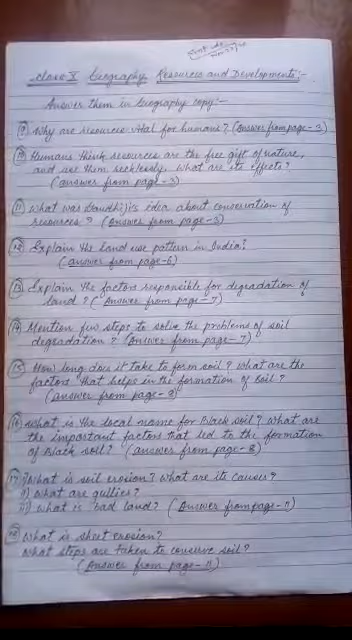 Class X Geography Resources and Developments:-
Answer them in Geography copy:-
9) Why are resources vital for humans? (Answer from page-3)
10) Humans think resources are the free gift of nature,
and use them recklessly. What are its effects?
(answer from page-3)
11) What was Gandhiji's idea about conservation of
resources? (Answer from page-3)
12) Explain the land use pattern in India?
(answer from page-6)
13) Explain the factors responsible for degradation of
land? (Answer from page-7)
14) Mention few steps to solve the problems of soil
degradation? (Answer from page-7)
15) How long does it take to form soil? What are the
factors that helps in the formation of soil?
(answer from page-8)
16) What is the local name for Black soil? What are
the important factors that led to the formation
of Black soil? (answer from page-8)
17) i) What is soil erosion? What are its causes?
ii) What are gullies?
iii) What is bad land? (Answer from page-11)
18) What is sheet erosion?
What steps are taken to conserve soil?
(Answer from page-11)